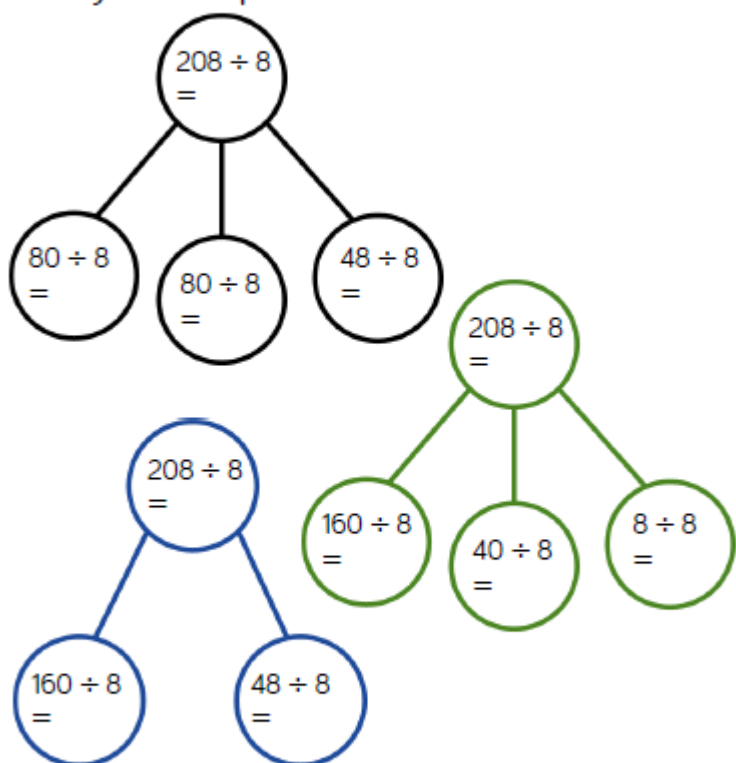 208 ÷ 8
=
80 ÷ 8
=
80 ÷ 8
=
48 ÷ 8
=
208 ÷ 8
=
160 ÷ 8
=
40 ÷ 8
=
8 ÷ 8
=
208 ÷ 8
=
160 ÷ 8
=
48 ÷ 8
=